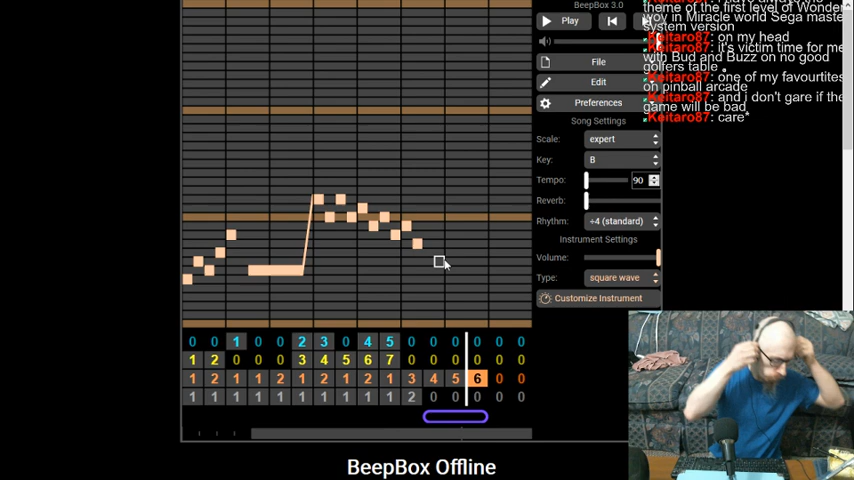 BeepBox 3.0
Play
File
Edit
Preferences
Song Settings
Scale: expert
Key: B
Tempo: 90
Reverb:
Rhythm: +4 (standard)
Instrument Settings
Volume:
Type: square wave
Customize Instrument
theme of the first level of Wonder
boy in Miracle world Sega master
system version
Keitaro87: on my head
Keitaro87: it's victim time for me
with Bud and Buzz on no good
golfers table
Keitaro87: one of my favourtites
on pinball arcade
Keitaro87: and i don't gare if the
game will be bad
Keitaro87: care*
0 0 1 0 0 2 3 0 4 5 0 0 0 0 0 0
1 2 0 0 0 3 4 5 6 7 0 0 0 0 0 0
1 2 1 1 2 1 2 1 2 1 3 4 5 6 0 0
1 1 1 1 1 1 1 1 1 1 2 0 0 0 0 0
BeepBox Offline